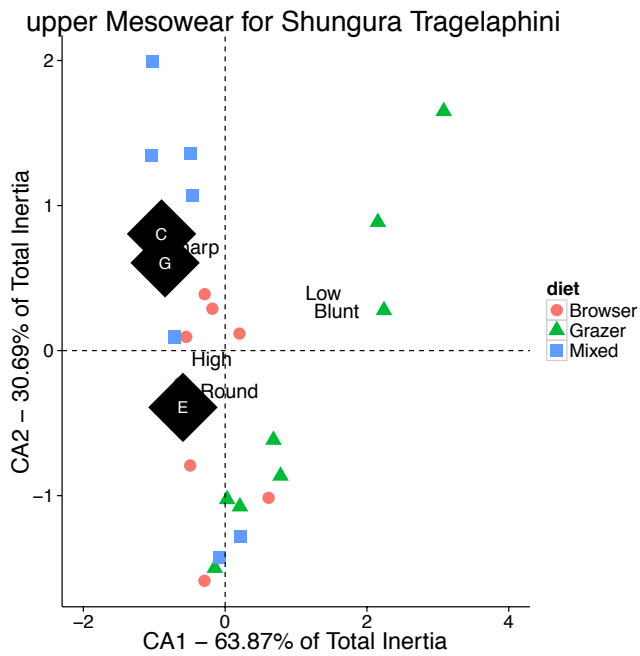 upper Mesowear for Shungura Tragelaphini
CA2 − 30.69% of Total Inertia
2
1
0
−1
C
G
Low
Blunt
High
Round
E
diet
Browser
Grazer
Mixed
−2
0
2
4
CA1 − 63.87% of Total Inertia